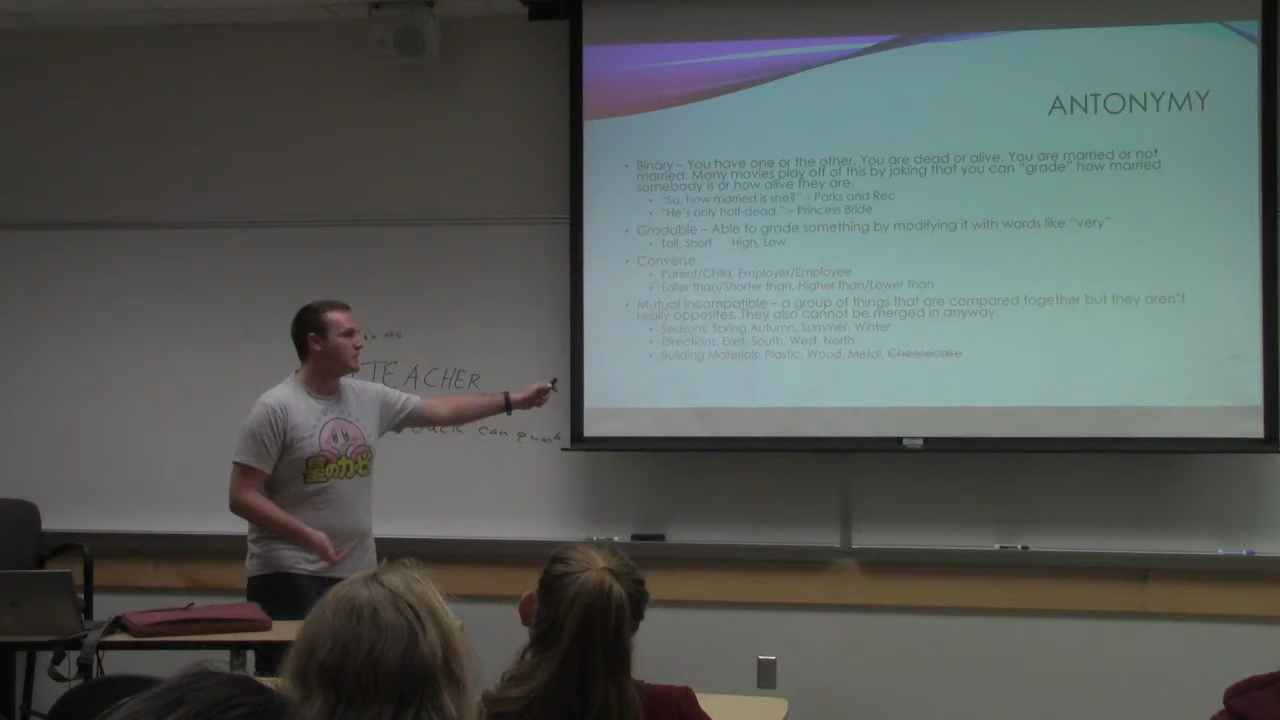 ANTONYMY
• Binary – You have one or the other. You are dead or alive. You are married or not
married. Many movies play off of this by joking that you can "grade" how married
somebody is or how alive they are.
• "So, how married is she?" – Parks and Rec
• "He's only half-dead." – Princess Bride
• Gradable – Able to grade something by modifying it with words like "very"
• Tall, Short High, Low
• Converse
• Parent/Child, Employer/Employee
• Taller than/Shorter than, Higher than/Lower than
• Mutual Incompatible – a group of things that are compared together but they aren't
really opposites. They also cannot be merged in anyway.
• Seasons: Spring Autumn, Summer, Winter
• Directions: East, South, West, North
• Building Materials: Plastic, Wood, Metal, Cheesecake
TEACHER
can
星のカービィ